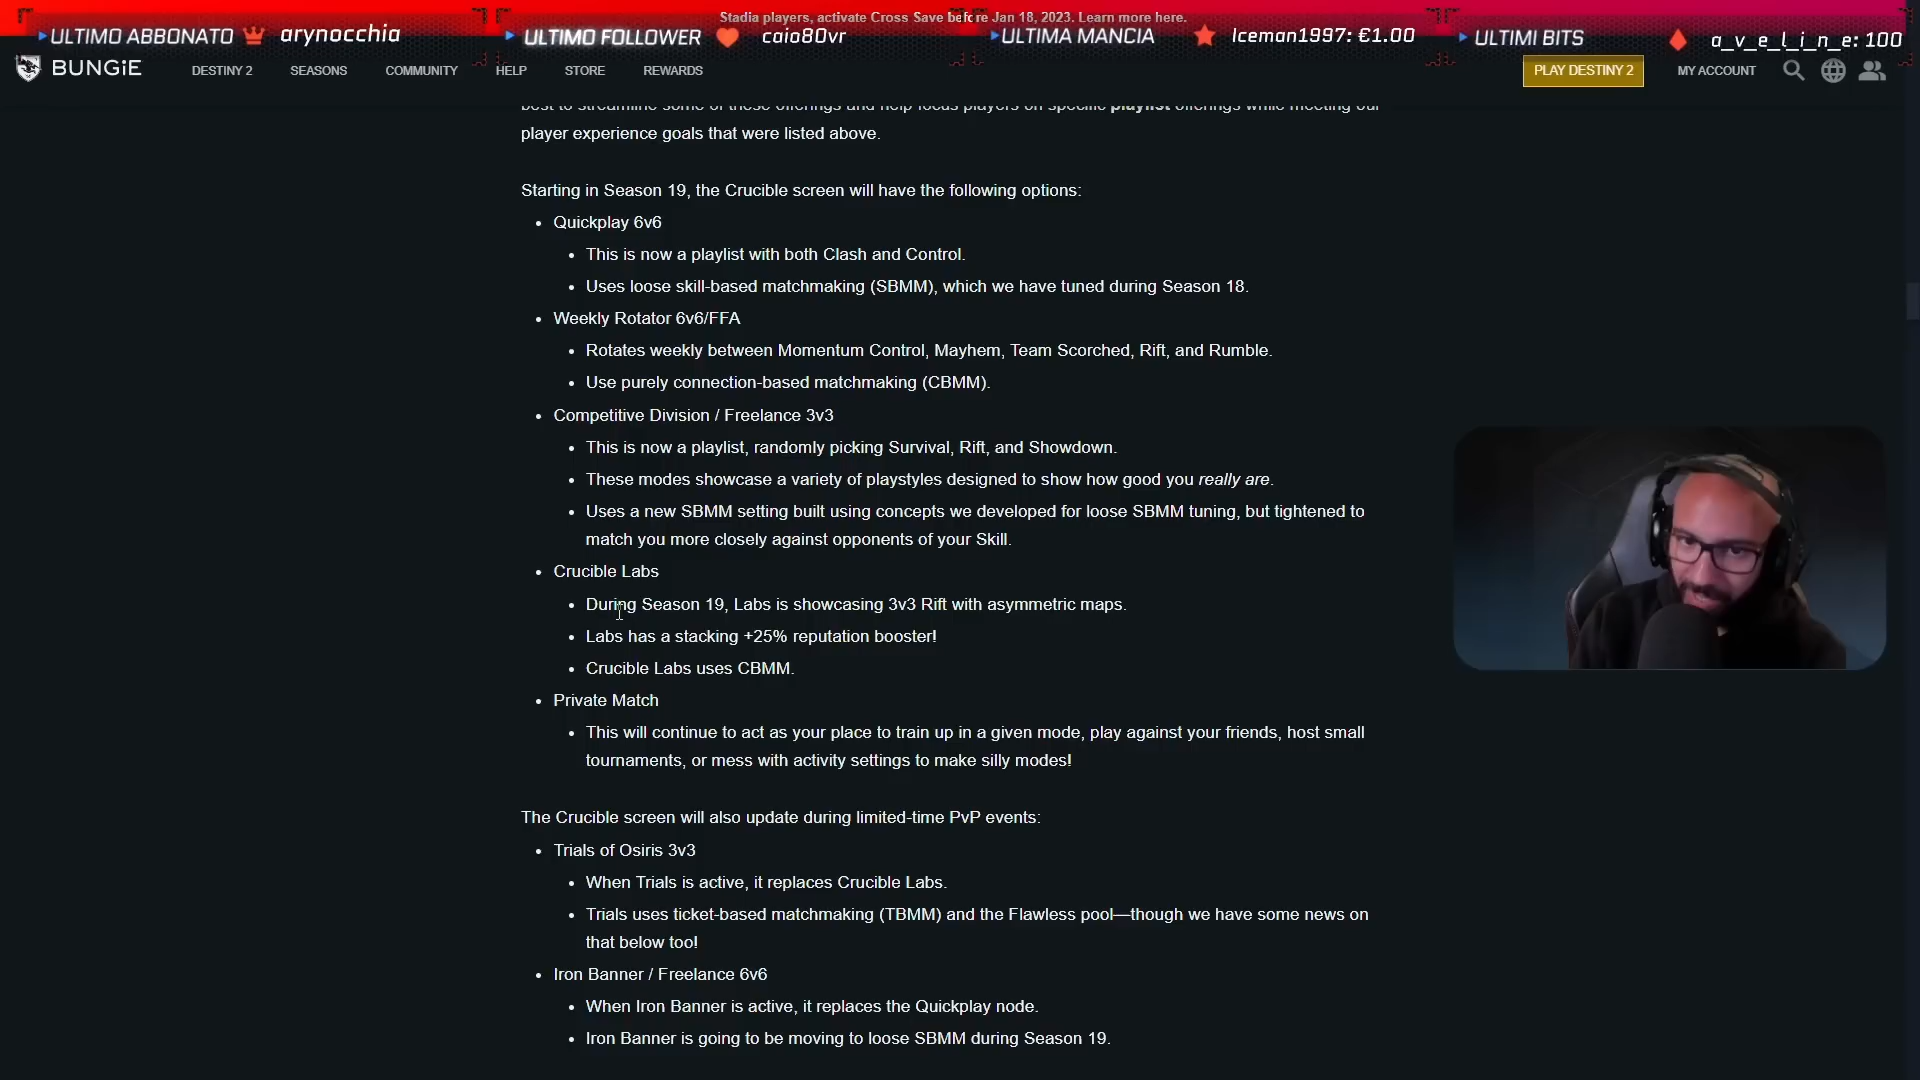 Stadia players, activate Cross Save before Jan 18, 2023. Learn more here.
ULTIMO ABBONATO arynocchia ULTIMO FOLLOWER caio80vr ULTIMA MANCIA Iceman1997: €1.00 ULTIMI BITS a_v_e_l_i_n_e: 100
BUNGiE DESTINY 2 SEASONS COMMUNITY HELP STORE REWARDS PLAY DESTINY 2 MY ACCOUNT
best to streamline some of these offerings and help focus players on specific playlist offerings while meeting our
player experience goals that were listed above.
Starting in Season 19, the Crucible screen will have the following options:
• Quickplay 6v6
• This is now a playlist with both Clash and Control.
• Uses loose skill-based matchmaking (SBMM), which we have tuned during Season 18.
• Weekly Rotator 6v6/FFA
• Rotates weekly between Momentum Control, Mayhem, Team Scorched, Rift, and Rumble.
• Use purely connection-based matchmaking (CBMM).
• Competitive Division / Freelance 3v3
• This is now a playlist, randomly picking Survival, Rift, and Showdown.
• These modes showcase a variety of playstyles designed to show how good you really are.
• Uses a new SBMM setting built using concepts we developed for loose SBMM tuning, but tightened to
match you more closely against opponents of your Skill.
• Crucible Labs
• During Season 19, Labs is showcasing 3v3 Rift with asymmetric maps.
• Labs has a stacking +25% reputation booster!
• Crucible Labs uses CBMM.
• Private Match
• This will continue to act as your place to train up in a given mode, play against your friends, host small
tournaments, or mess with activity settings to make silly modes!
The Crucible screen will also update during limited-time PvP events:
• Trials of Osiris 3v3
• When Trials is active, it replaces Crucible Labs.
• Trials uses ticket-based matchmaking (TBMM) and the Flawless pool—though we have some news on
that below too!
• Iron Banner / Freelance 6v6
• When Iron Banner is active, it replaces the Quickplay node.
• Iron Banner is going to be moving to loose SBMM during Season 19.